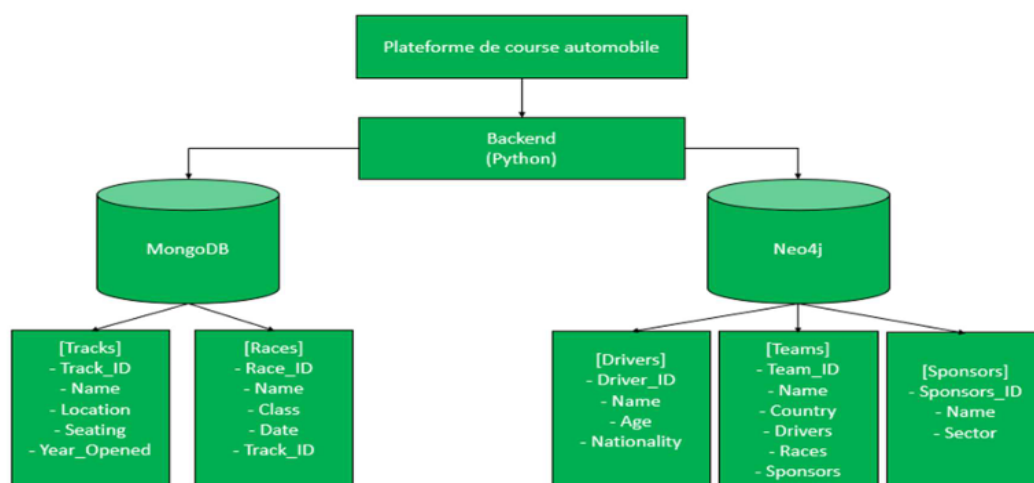 Plateforme de course automobile
Backend
(Python)
MongoDB
Neo4j
[Tracks]
- Track_ID
- Name
- Location
- Seating
- Year_Opened
[Races]
- Race_ID
- Name
- Class
- Date
- Track_ID
[Drivers]
- Driver_ID
- Name
- Age
- Nationality
[Teams]
- Team_ID
- Name
- Country
- Drivers
- Races
- Sponsors
[Sponsors]
- Sponsors_ID
- Name
- Sector